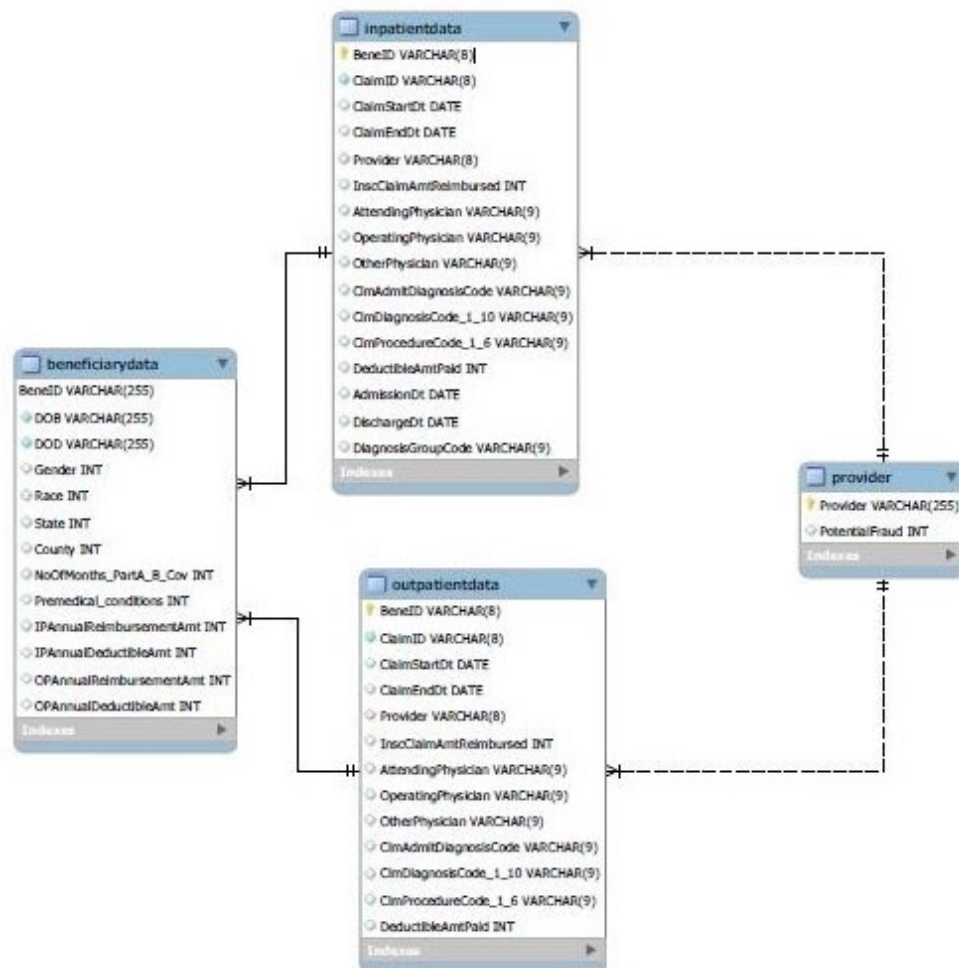 inpatientdata
BeneID VARCHAR(8)
ClaimID VARCHAR(8)
ClaimStartDt DATE
ClaimEndDt DATE
Provider VARCHAR(8)
InscClaimAmtReimbursed INT
AttendingPhysician VARCHAR(9)
OperatingPhysician VARCHAR(9)
OtherPhysician VARCHAR(9)
ClmAdmitDiagnosisCode VARCHAR(9)
ClmDiagnosisCode_1_10 VARCHAR(9)
ClmProcedureCode_1_6 VARCHAR(9)
DeductibleAmtPaid INT
AdmissionDt DATE
DischargeDt DATE
DiagnosisGroupCode VARCHAR(9)
Indexes
beneficiarydata
BeneID VARCHAR(255)
DOB VARCHAR(255)
DOD VARCHAR(255)
Gender INT
Race INT
State INT
County INT
NoOfMonths_PartA_B_Cov INT
Premedical_conditions INT
IPAnnualReimbursementAmt INT
IPAnnualDeductibleAmt INT
OPAnnualReimbursementAmt INT
OPAnnualDeductibleAmt INT
Indexes
provider
Provider VARCHAR(255)
PotentialFraud INT
Indexes
outpatientdata
BeneID VARCHAR(8)
ClaimID VARCHAR(8)
ClaimStartDt DATE
ClaimEndDt DATE
Provider VARCHAR(8)
InscClaimAmtReimbursed INT
AttendingPhysician VARCHAR(9)
OperatingPhysician VARCHAR(9)
OtherPhysician VARCHAR(9)
ClmAdmitDiagnosisCode VARCHAR(9)
ClmDiagnosisCode_1_10 VARCHAR(9)
ClmProcedureCode_1_6 VARCHAR(9)
DeductibleAmtPaid INT
Indexes